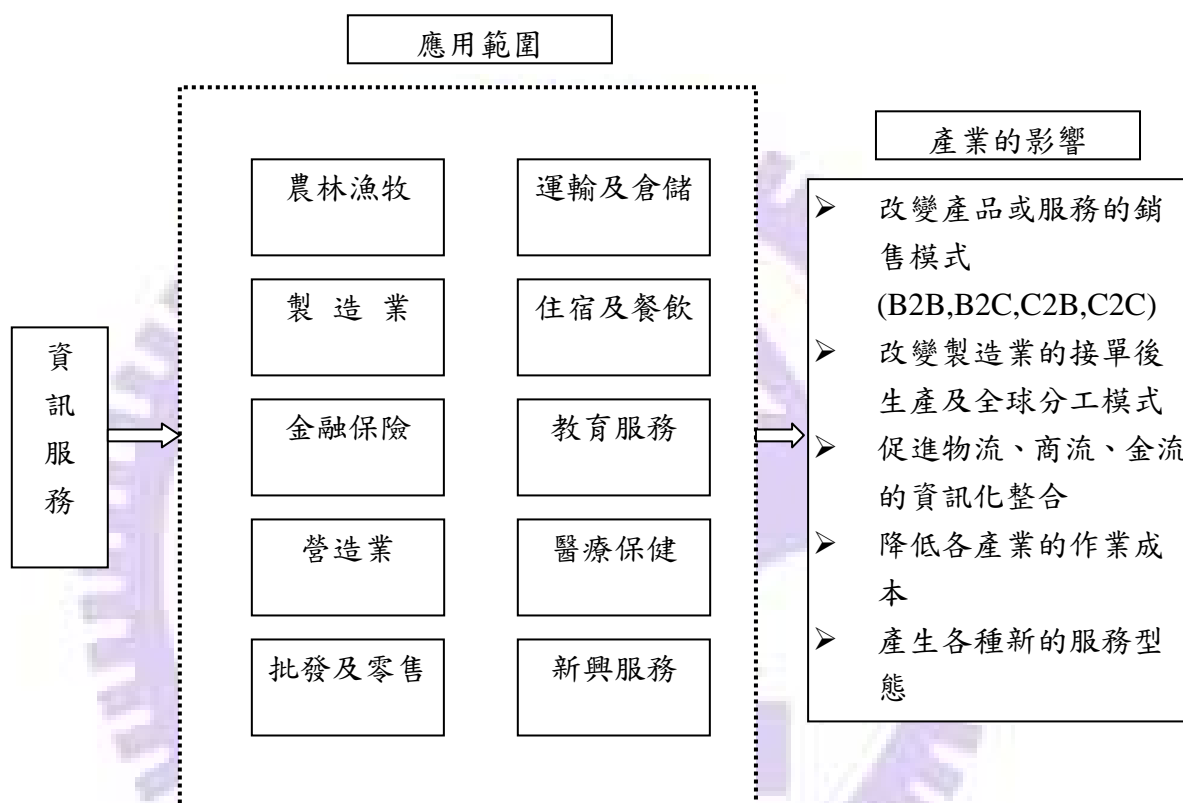 應用範圍
資
訊
服
務
農林漁牧
運輸及倉儲
製 造 業
住宿及餐飲
金融保險
教育服務
營造業
醫療保健
批發及零售
新興服務
產業的影響
➢ 改變產品或服務的銷
售模式
(B2B,B2C,C2B,C2C)
➢ 改變製造業的接單後
生產及全球分工模式
➢ 促進物流、商流、金流
的資訊化整合
➢ 降低各產業的作業成
本
➢ 產生各種新的服務型
態